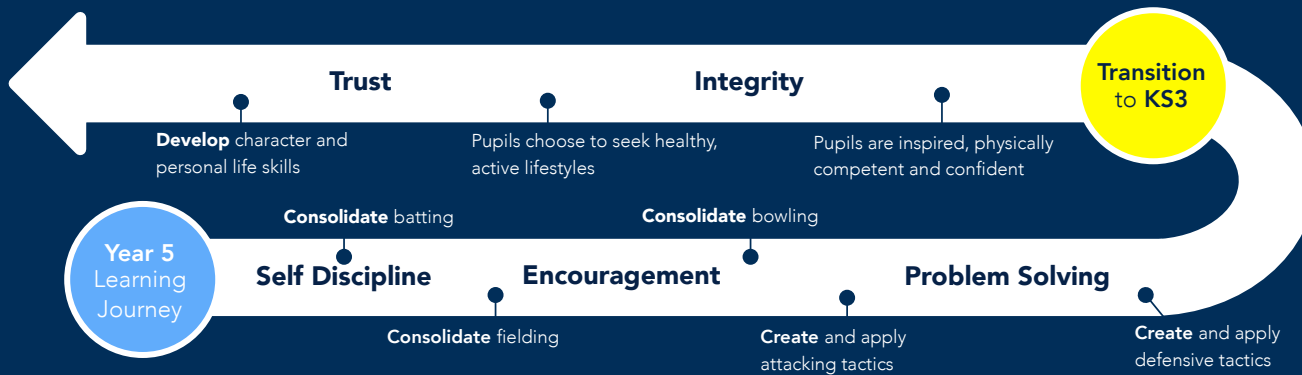 Trust
Integrity
Transition
to KS3
Develop character and
personal life skills
Pupils choose to seek healthy,
active lifestyles
Pupils are inspired, physically
competent and confident
Consolidate batting
Consolidate bowling
Year 5
Learning
Journey
Self Discipline
Encouragement
Problem Solving
Consolidate fielding
Create and apply
attacking tactics
Create and apply
defensive tactics